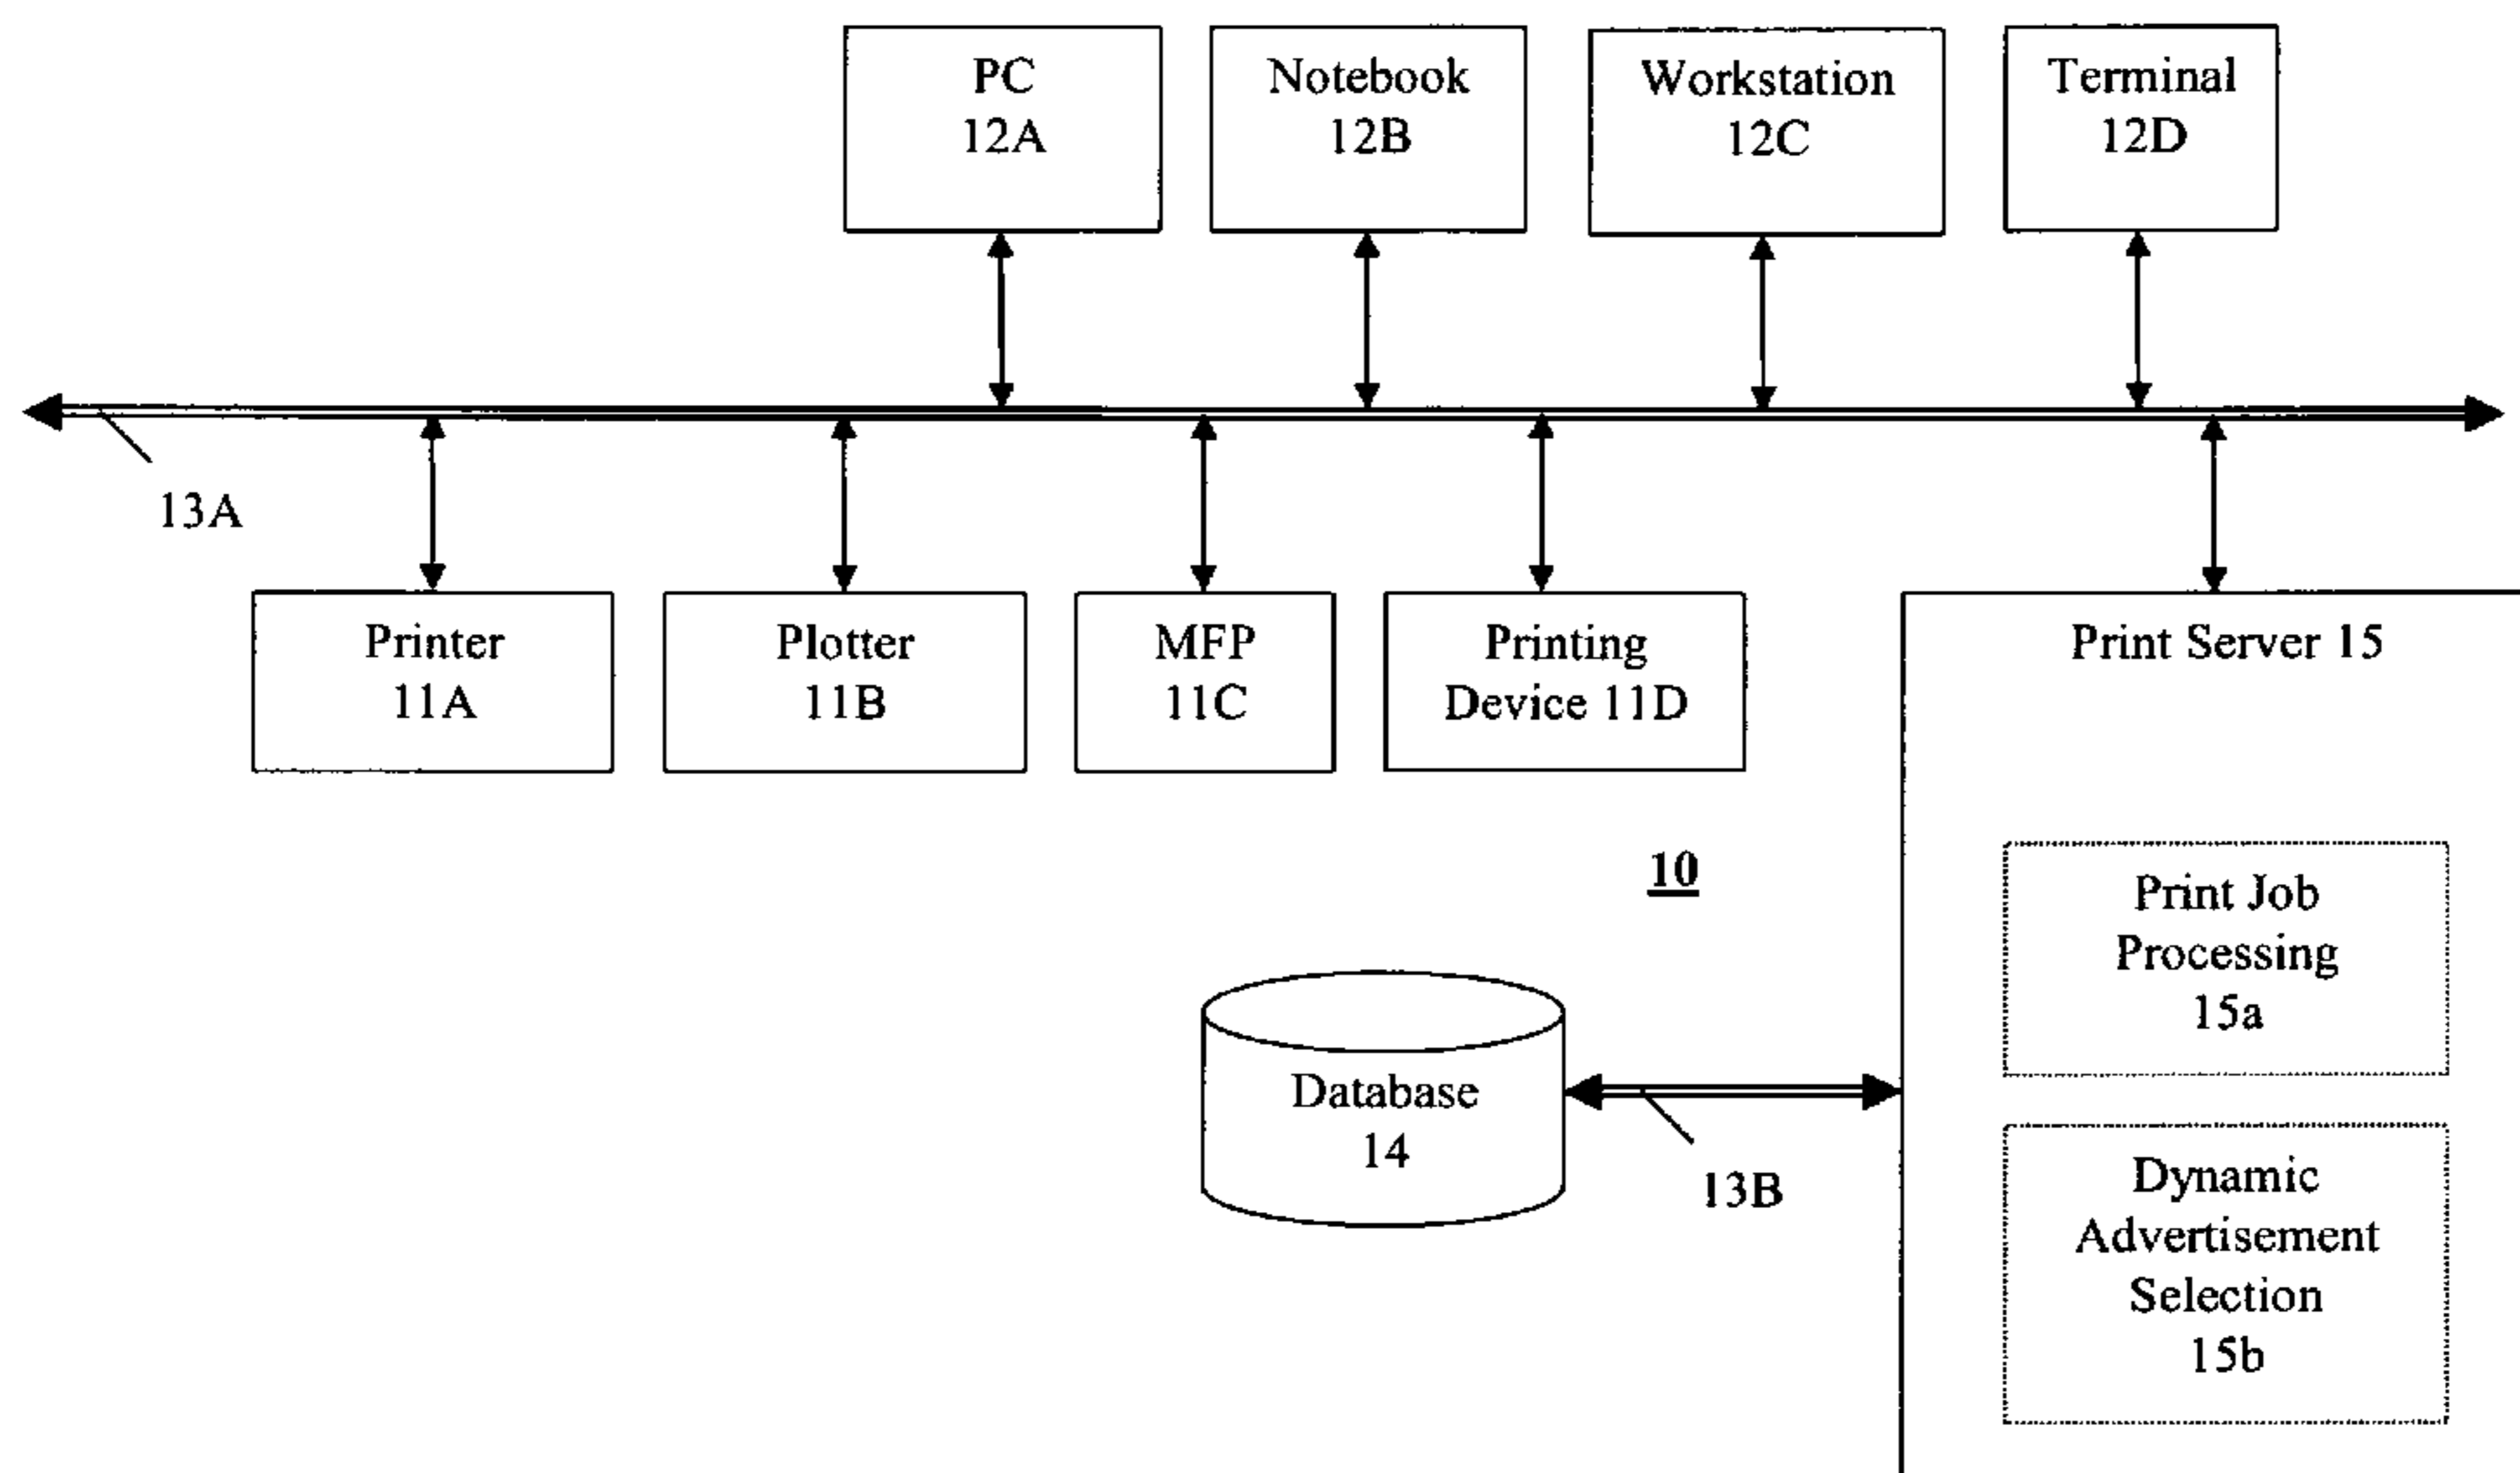 PC
12A
Notebook
12B
Workstation
12C
Terminal
12D
13A
Printer
11A
Plotter
11B
MFP
11C
Printing
Device 11D
Print Server 15
10
Print Job
Processing
15a
Database
14
13B
Dynamic
Advertisement
Selection
15b